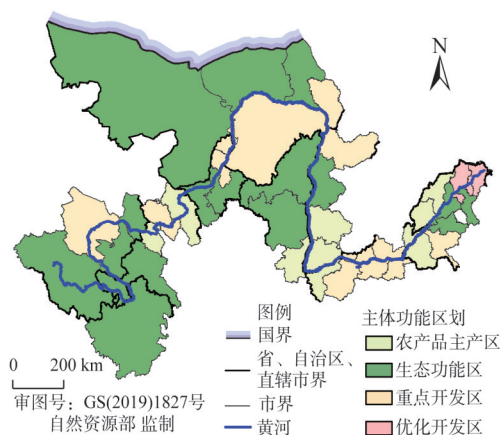 N
图例
国界
省、自治区、
直辖市界
市界
黄河
主体功能区划
农产品主产区
生态功能区
重点开发区
优化开发区
0 200 km
审图号：GS(2019)1827号
自然资源部 监制